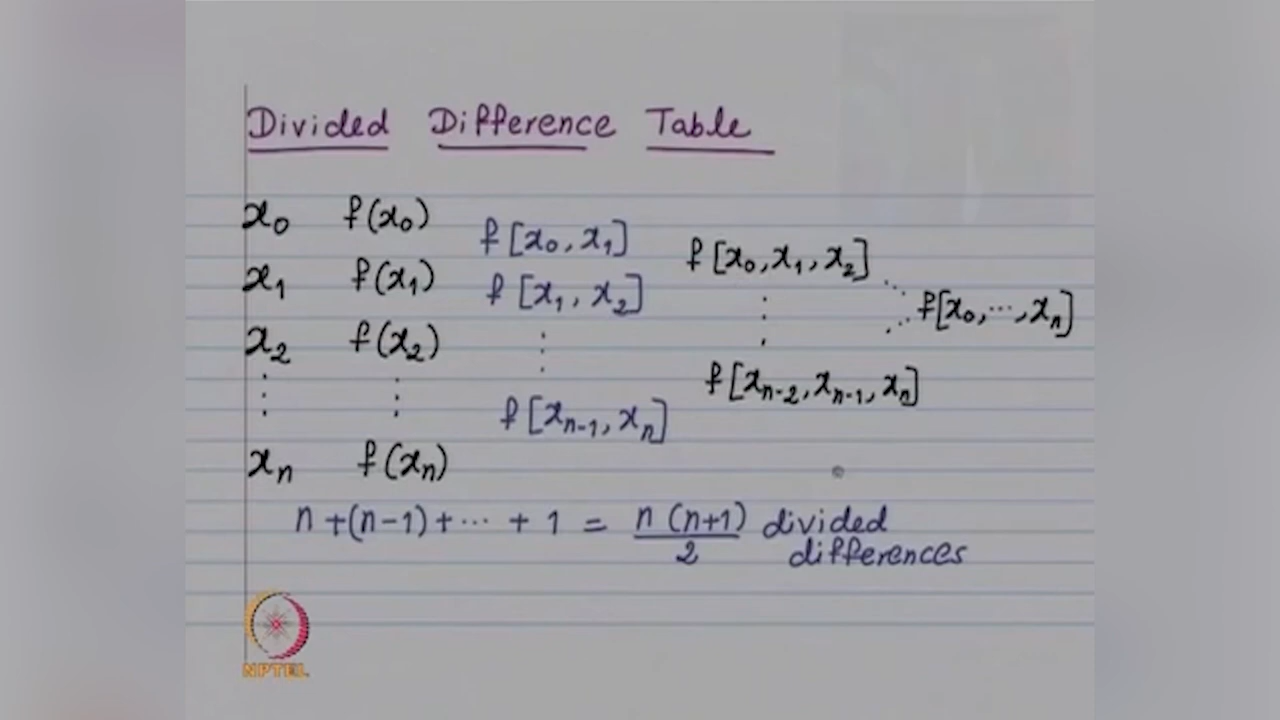 Divided Difference Table
x₀ f(x₀)
f[x₀, x₁]
f[x₀, x₁, x₂]
x₁ f(x₁)
f[x₁, x₂]
f[x₀, ⋯, xₙ]
x₂ f(x₂)
⋮ ⋮ ⋮ ⋮
f[xₙ₋₂, xₙ₋₁, xₙ]
f[xₙ₋₁, xₙ]
xₙ f(xₙ)
n + (n-1) + ⋯ + 1 = n(n+1)/2 divided
differences
NPTEL